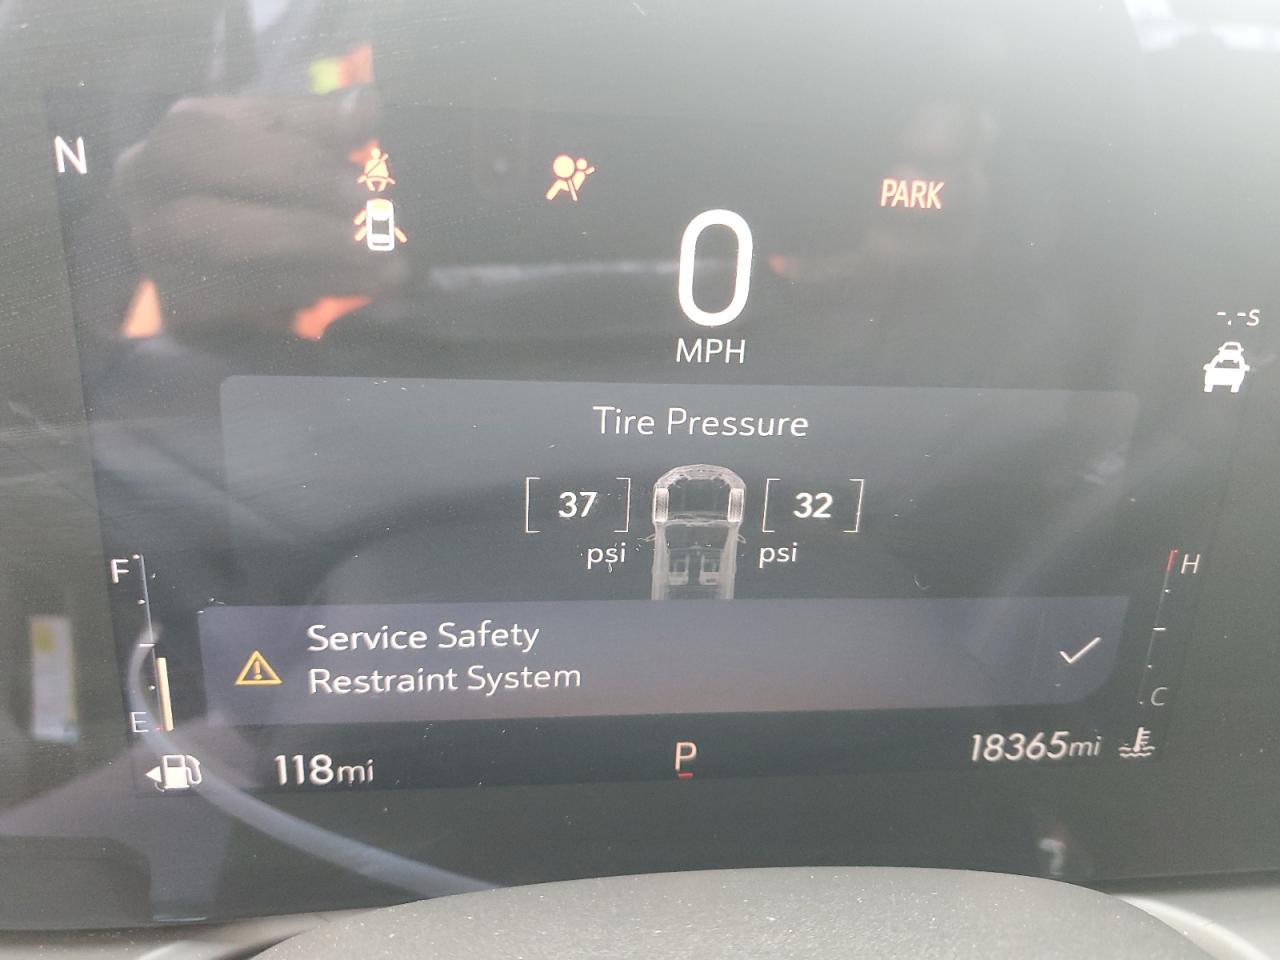 N
PARK
0
MPH
-.-s
Tire Pressure
37 32
psi psi
F
H
Service Safety
Restraint System
E
C
118mi
P
18365mi